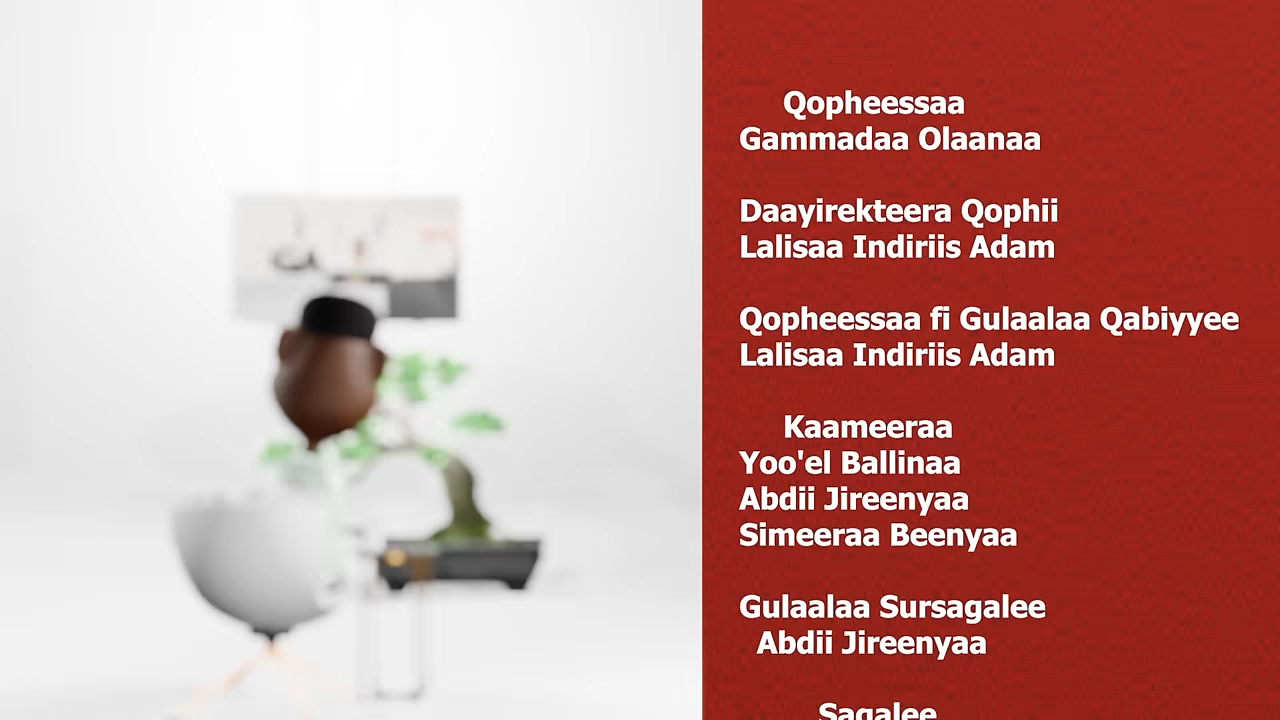 Qopheessaa
Gammadaa Olaanaa
Daayirekteera Qophii
Lalisaa Indiriis Adam
Qopheessaa fi Gulaalaa Qabiyyee
Lalisaa Indiriis Adam
Kaameeraa
Yoo'el Ballinaa
Abdii Jireenyaa
Simeeraa Beenyaa
Gulaalaa Sursagalee
Abdii Jireenyaa
Sagalee